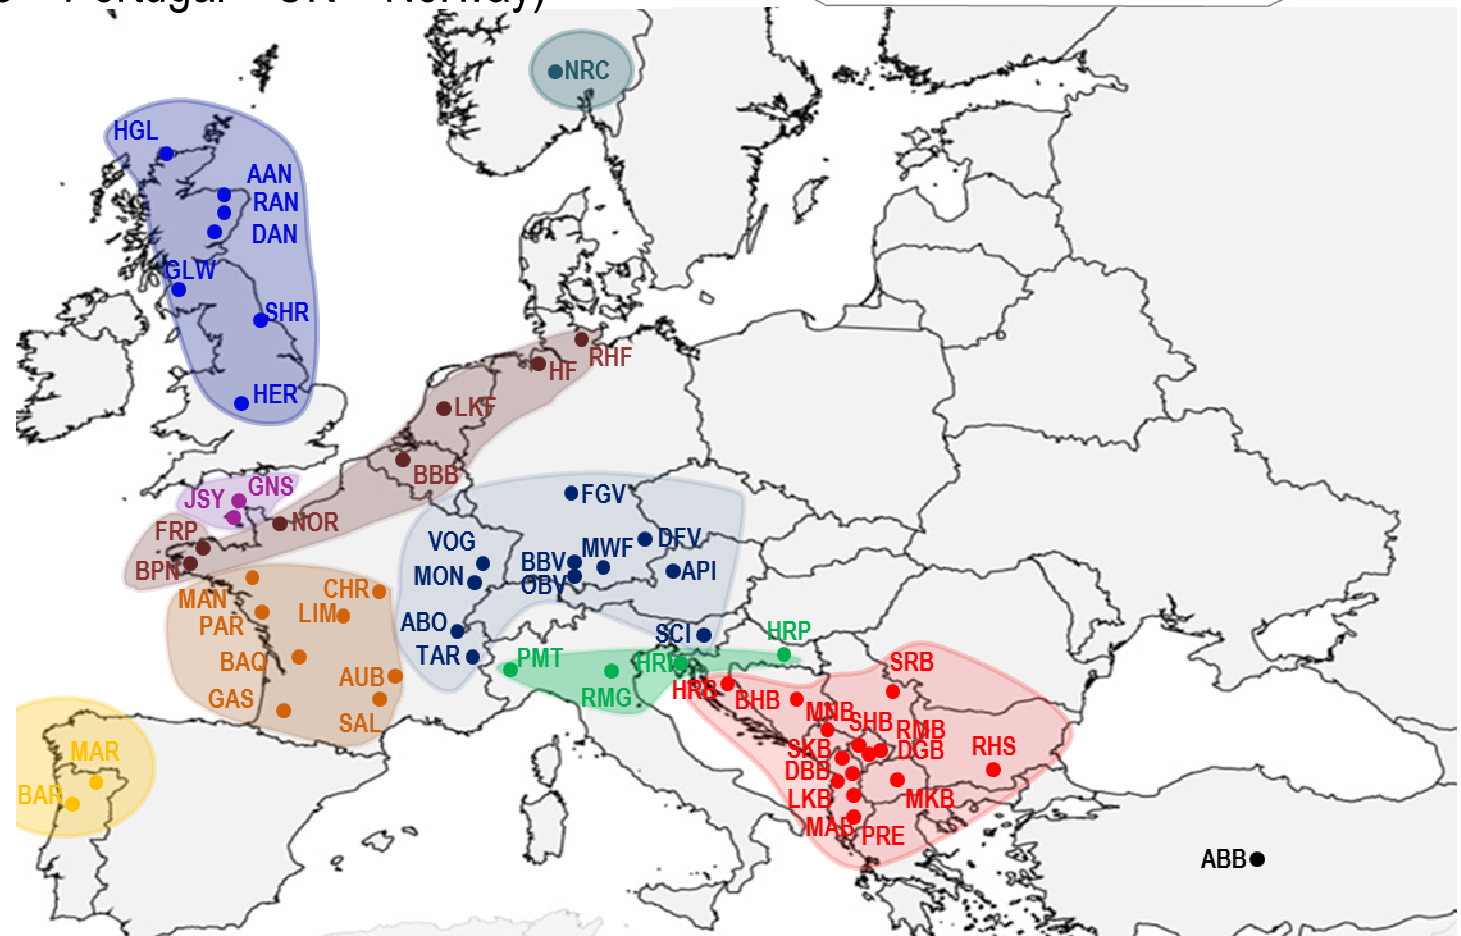 Portugal – UK – Norway)
NRC
HGL
AAN
RAN
DAN
GLW
SHR
HER
RHF
HF
LKF
BBB
GNS
JSY
NOR
FRP
BPN
FGV
VOG
MON
BBV
OBV
MWF
DFV
API
ABO
TAR
SCI
MAN
PAR
CHR
LIM
BAQ
GAS
AUB
SAL
PMT
RMG
HRP
HRB
BHB
MNB
SRB
SHB
RMB
SKB
DGB
DBB
LKB
MAB
MKB
PRE
RHS
MAR
BAR
ABB